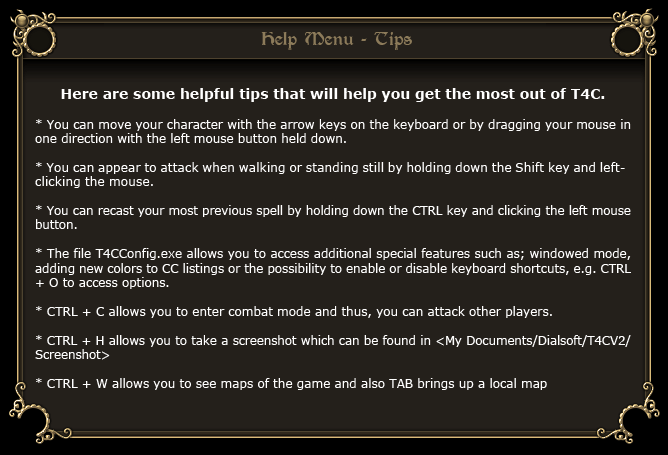 Help Menu - Tips
Here are some helpful tips that will help you get the most out of T4C.
* You can move your character with the arrow keys on the keyboard or by dragging your mouse in
one direction with the left mouse button held down.
* You can appear to attack when walking or standing still by holding down the Shift key and left-
clicking the mouse.
* You can recast your most previous spell by holding down the CTRL key and clicking the left mouse
button.
* The file T4CConfig.exe allows you to access additional special features such as; windowed mode,
adding new colors to CC listings or the possibility to enable or disable keyboard shortcuts, e.g. CTRL
+ O to access options.
* CTRL + C allows you to enter combat mode and thus, you can attack other players.
* CTRL + H allows you to take a screenshot which can be found in <My Documents/Dialsoft/T4CV2/
Screenshot>
* CTRL + W allows you to see maps of the game and also TAB brings up a local map